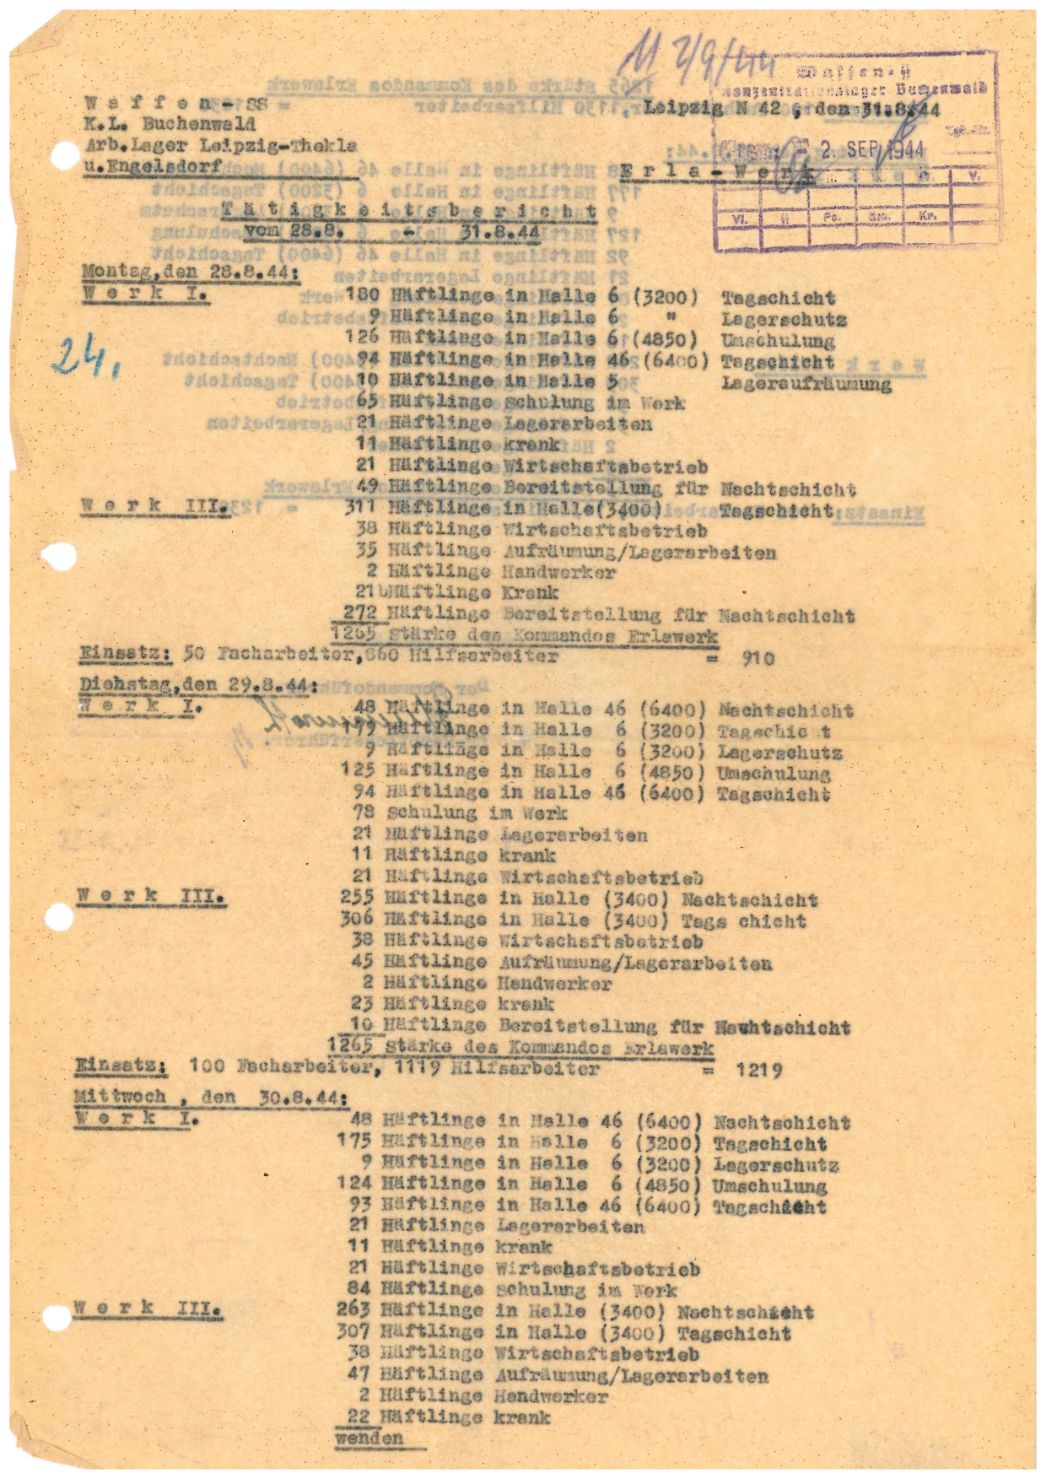 11 2/9/44
Waffen-SS
Konzentrationslager Buchenwald
Waffen-SS
K.L. Buchenwald
Arb.Lager Leipzig-Thekla
u.Engelsdorf
Leipzig N 42 , den 31.8.44
2. SEP. 1944
V.
VI. Po. Kr.
Erla-Werk
Tätigkeitsbericht
vom 28.8. - 31.8.44
Montag,den 28.8.44:
Werk I.
180 Häftlinge in Halle 6 (3200) Tagschicht
9 Häftlinge in Halle 6 " Lagerschutz
126 Häftlinge in Halle 6 (4850) Umschulung
94 Häftlinge in Halle 46 (6400) Tagschicht
10 Häftlinge in Halle 5 Lageraufräumung
24.
65 Häftlinge Schulung im Werk
21 Häftlinge Lagerarbeiten
11 Häftlinge krank
21 Häftlinge Wirtschaftsbetrieb
49 Häftlinge Bereitstellung für Nachtschicht
Werk III. 311 Häftlinge in Halle(3400) Tagschicht
38 Häftlinge Wirtschaftsbetrieb
35 Häftlinge Aufräumung/Lagerarbeiten
2 Häftlinge Handwerker
21 Häftlinge Krank
272 Häftlinge Bereitstellung für Nachtschicht
1265 Stärke des Kommandos Erlawerk
Einsatz: 50 Facharbeiter,860 Hilfsarbeiter = 910
Diehstag,den 29.8.44:
Werk I. 48 Häftlinge in Halle 46 (6400) Nachtschicht
179 Häftlinge in Halle 6 (3200) Tagschicht
9 Häftlinge in Halle 6 (3200) Lagerschutz
125 Häftlinge in Halle 6 (4850) Umschulung
94 Häftlinge in Halle 46 (6400) Tagschicht
78 Schulung im Werk
21 Häftlinge Lagerarbeiten
11 Häftlinge krank
21 Häftlinge Wirtschaftsbetrieb
Werk III. 255 Häftlinge in Halle (3400) Nachtschicht
306 Häftlinge in Halle (3400) Tags chicht
38 Häftlinge Wirtschaftsbetrieb
45 Häftlinge Aufräumung/Lagerarbeiten
2 Häftlinge Handwerker
23 Häftlinge krank
10 Häftlinge Bereitstellung für Nachtschicht
1265 Stärke des Kommandos Erlawerk
Einsatz: 100 Facharbeiter, 1119 Hilfsarbeiter = 1219
Mittwoch , den 30.8.44:
Werk I. 48 Häftlinge in Halle 46 (6400) Nachtschicht
175 Häftlinge in Halle 6 (3200) Tagschicht
9 Häftlinge in Halle 6 (3200) Lagerschutz
124 Häftlinge in Halle 6 (4850) Umschulung
93 Häftlinge in Halle 46 (6400) Tagschicht
21 Häftlinge Lagerarbeiten
11 Häftlinge krank
21 Häftlinge Wirtschaftsbetrieb
84 Häftlinge Schulung im Werk
Werk III. 263 Häftlinge in Halle (3400) Nachtschicht
307 Häftlinge in Halle (3400) Tagschicht
38 Häftlinge Wirtschaftsbetrieb
47 Häftlinge Aufräumung/Lagerarbeiten
2 Häftlinge Handwerker
22 Häftlinge krank
wenden